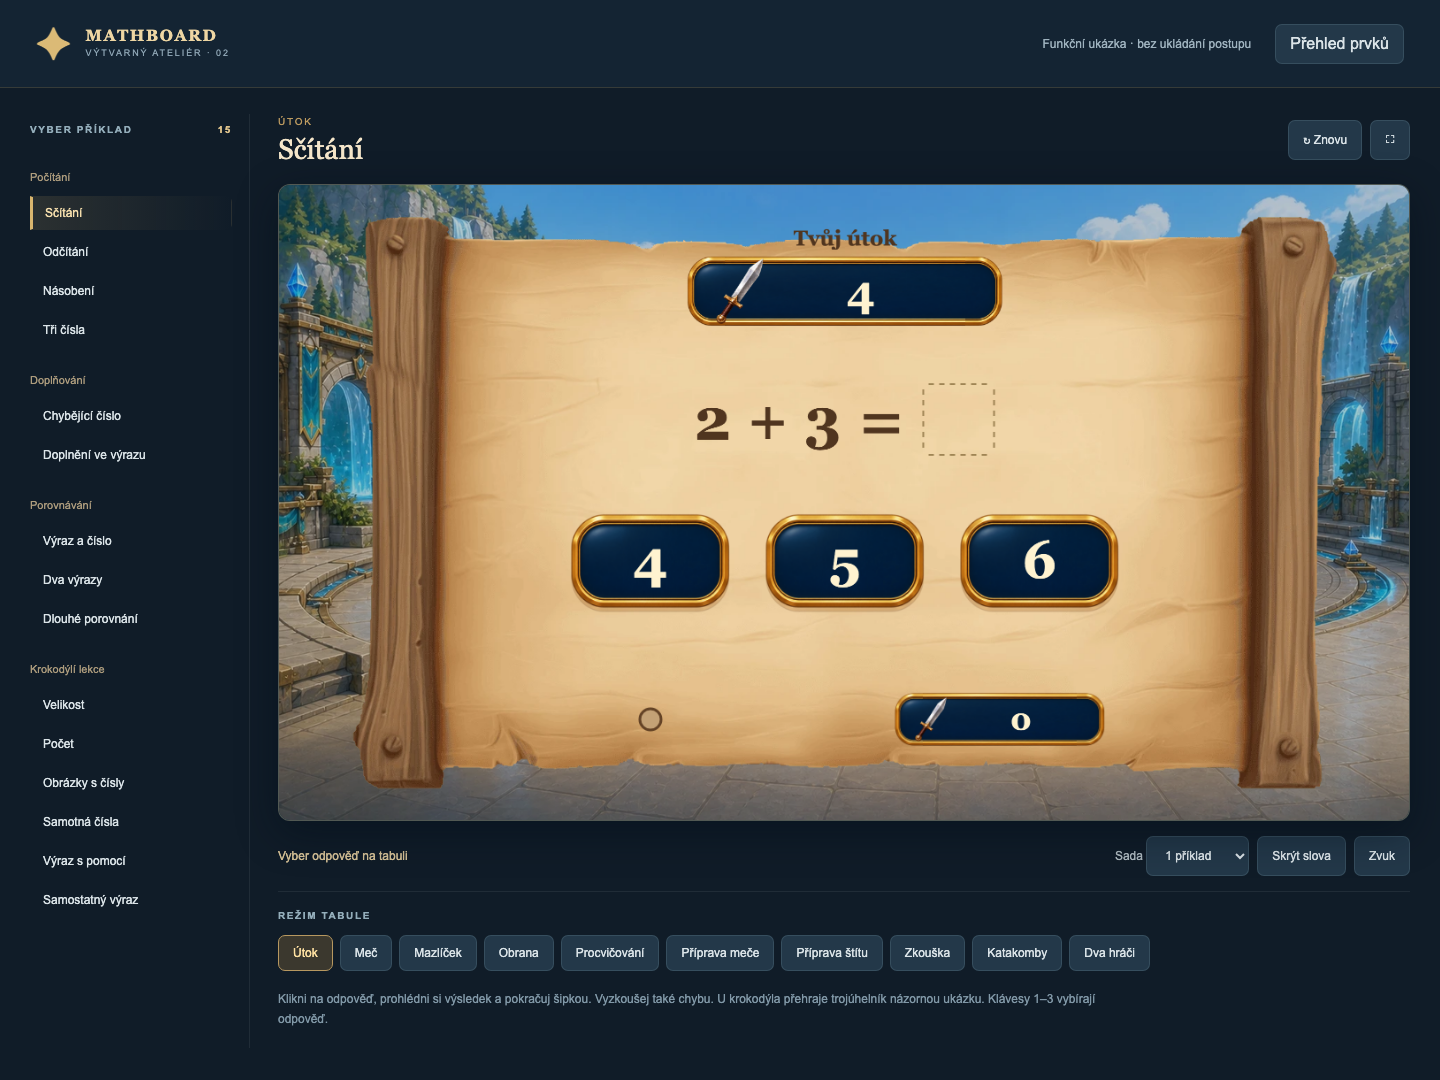 MATHBOARD
VÝTVARNÝ ATELIÉR · 02
Funkční ukázka · bez ukládání postupu
Přehled prvků
VYBER PŘÍKLAD 15
Počítání
Sčítání
Odčítání
Násobení
Tři čísla
Doplňování
Chybějící číslo
Doplnění ve výrazu
Porovnávání
Výraz a číslo
Dva výrazy
Dlouhé porovnání
Krokodýlí lekce
Velikost
Počet
Obrázky s čísly
Samotná čísla
Výraz s pomocí
Samostatný výraz
ÚTOK
Sčítání
↻ Znovu
Tvůj útok
4
2 + 3 =
4 5 6
0
Vyber odpověď na tabuli
Sada 1 příklad Skrýt slova Zvuk
REŽIM TABULE
Útok Meč Mazlíček Obrana Procvičování Příprava meče Příprava štítu Zkouška Katakomby Dva hráči
Klikni na odpověď, prohlédni si výsledek a pokračuj šipkou. Vyzkoušej také chybu. U krokodýla přehraje trojúhelník názornou ukázku. Klávesy 1–3 vybírají
odpověď.